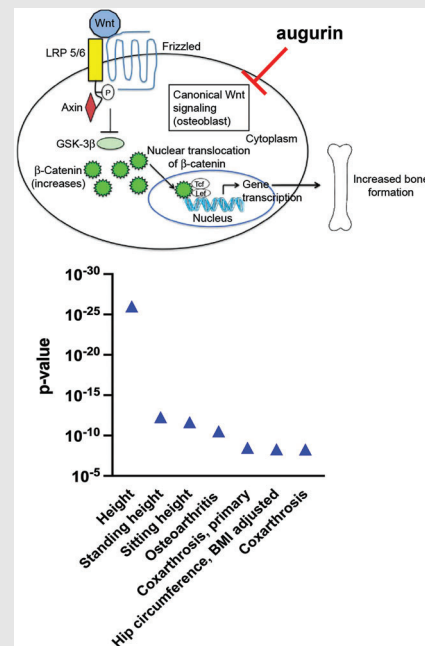 Wnt
augurin
LRP 5/6
Frizzled
P
Axin
Canonical Wnt
signaling
(osteoblast)
GSK-3β
Cytoplasm
Nuclear translocation
of β-catenin
β-Catenin
(increases)
Tcf
Lef
Gene
transcription
Nucleus
Increased bone
formation
10-30
10-25
10-20
10-15
10-10
10-5
p-value
Height
Standing height
Sitting height
Osteoarthritis
Coxarthrosis, primary
Hip circumference, BMI adjusted
Coxarthrosis